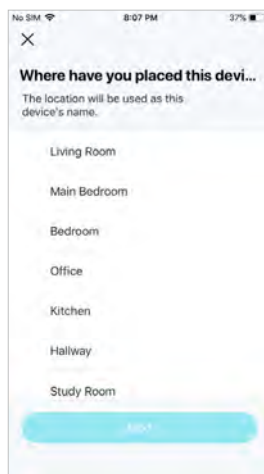 No SIM 8:07 PM 37%
Where have you placed this devi...
The location will be used as this
device's name.
Living Room
Main Bedroom
Bedroom
Office
Kitchen
Hallway
Study Room
Next